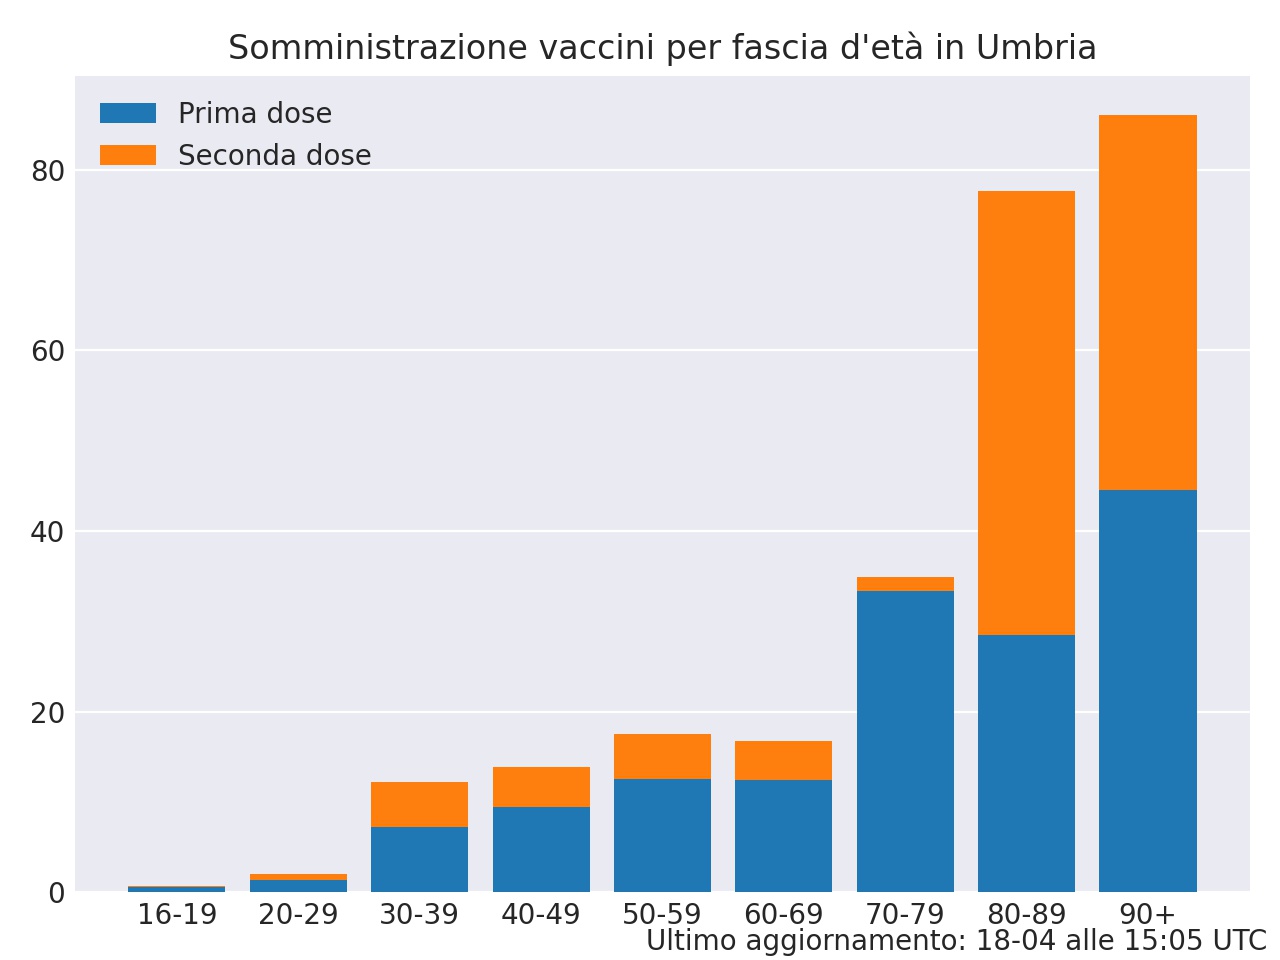 Somministrazione vaccini per fascia d'età in Umbria
Prima dose
Seconda dose
80
60
40
20
0
16-19 20-29 30-39 40-49 50-59 60-69 70-79 80-89 90+
Ultimo aggiornamento: 18-04 alle 15:05 UTC